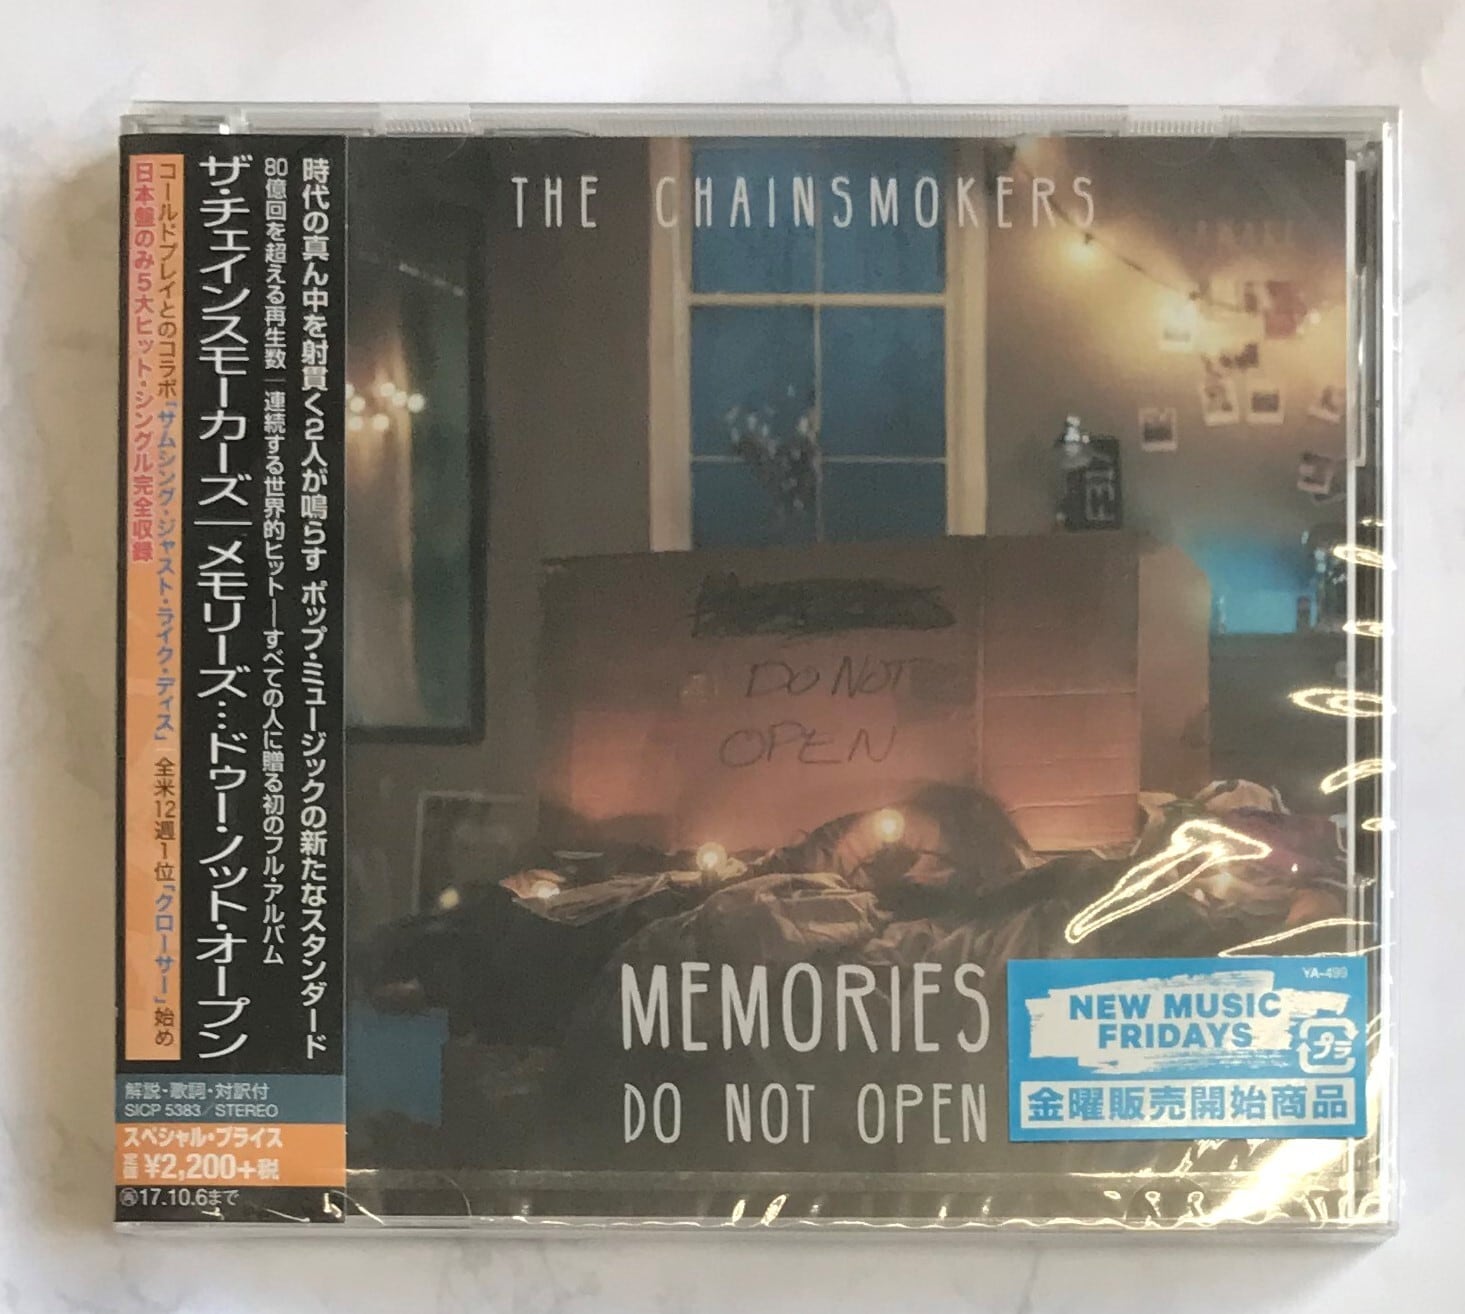 THE CHAINSMOKERS
時代の真ん中を射貫く2人が鳴らす ポップ・ミュージックの新たなスタンダード
80億回を超える再生数|連続する世界的ヒット―すべての人に贈る初のフル・アルバム
ザ・チェインスモーカーズ|メモリーズ...ドゥー・ノット・オープン
コールドプレイとのコラボ「サムシング・ジャスト・ライク・ディス」|全米12週1位「クローサー」始め
日本盤のみ5大ヒット・シングル完全収録
解説・歌詞・対訳付
SICP 5383/STEREO
スペシャル・プライス
定価 ¥2,200+税
再 17.10.6まで
DO NOT
OPEN
MEMORIES
DO NOT OPEN
YA-499
NEW MUSIC
FRIDAYS
プラ
金曜販売開始商品